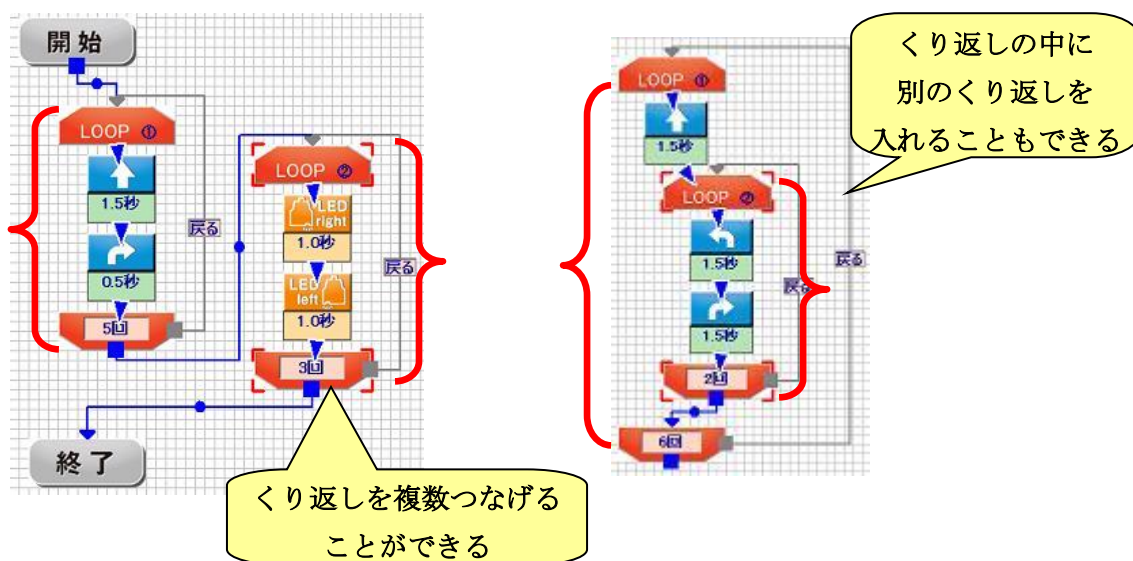 開始
LOOP ①
1.5秒
0.5秒
5回
戻る
LOOP ②
LED
right
1.0秒
LED
left
1.0秒
3回
戻る
終了
くり返しを複数つなげる
ことができる
LOOP ①
1.5秒
LOOP ②
1.5秒
1.5秒
2回
戻る
6回
戻る
くり返しの中に
別のくり返しを
入れることもできる